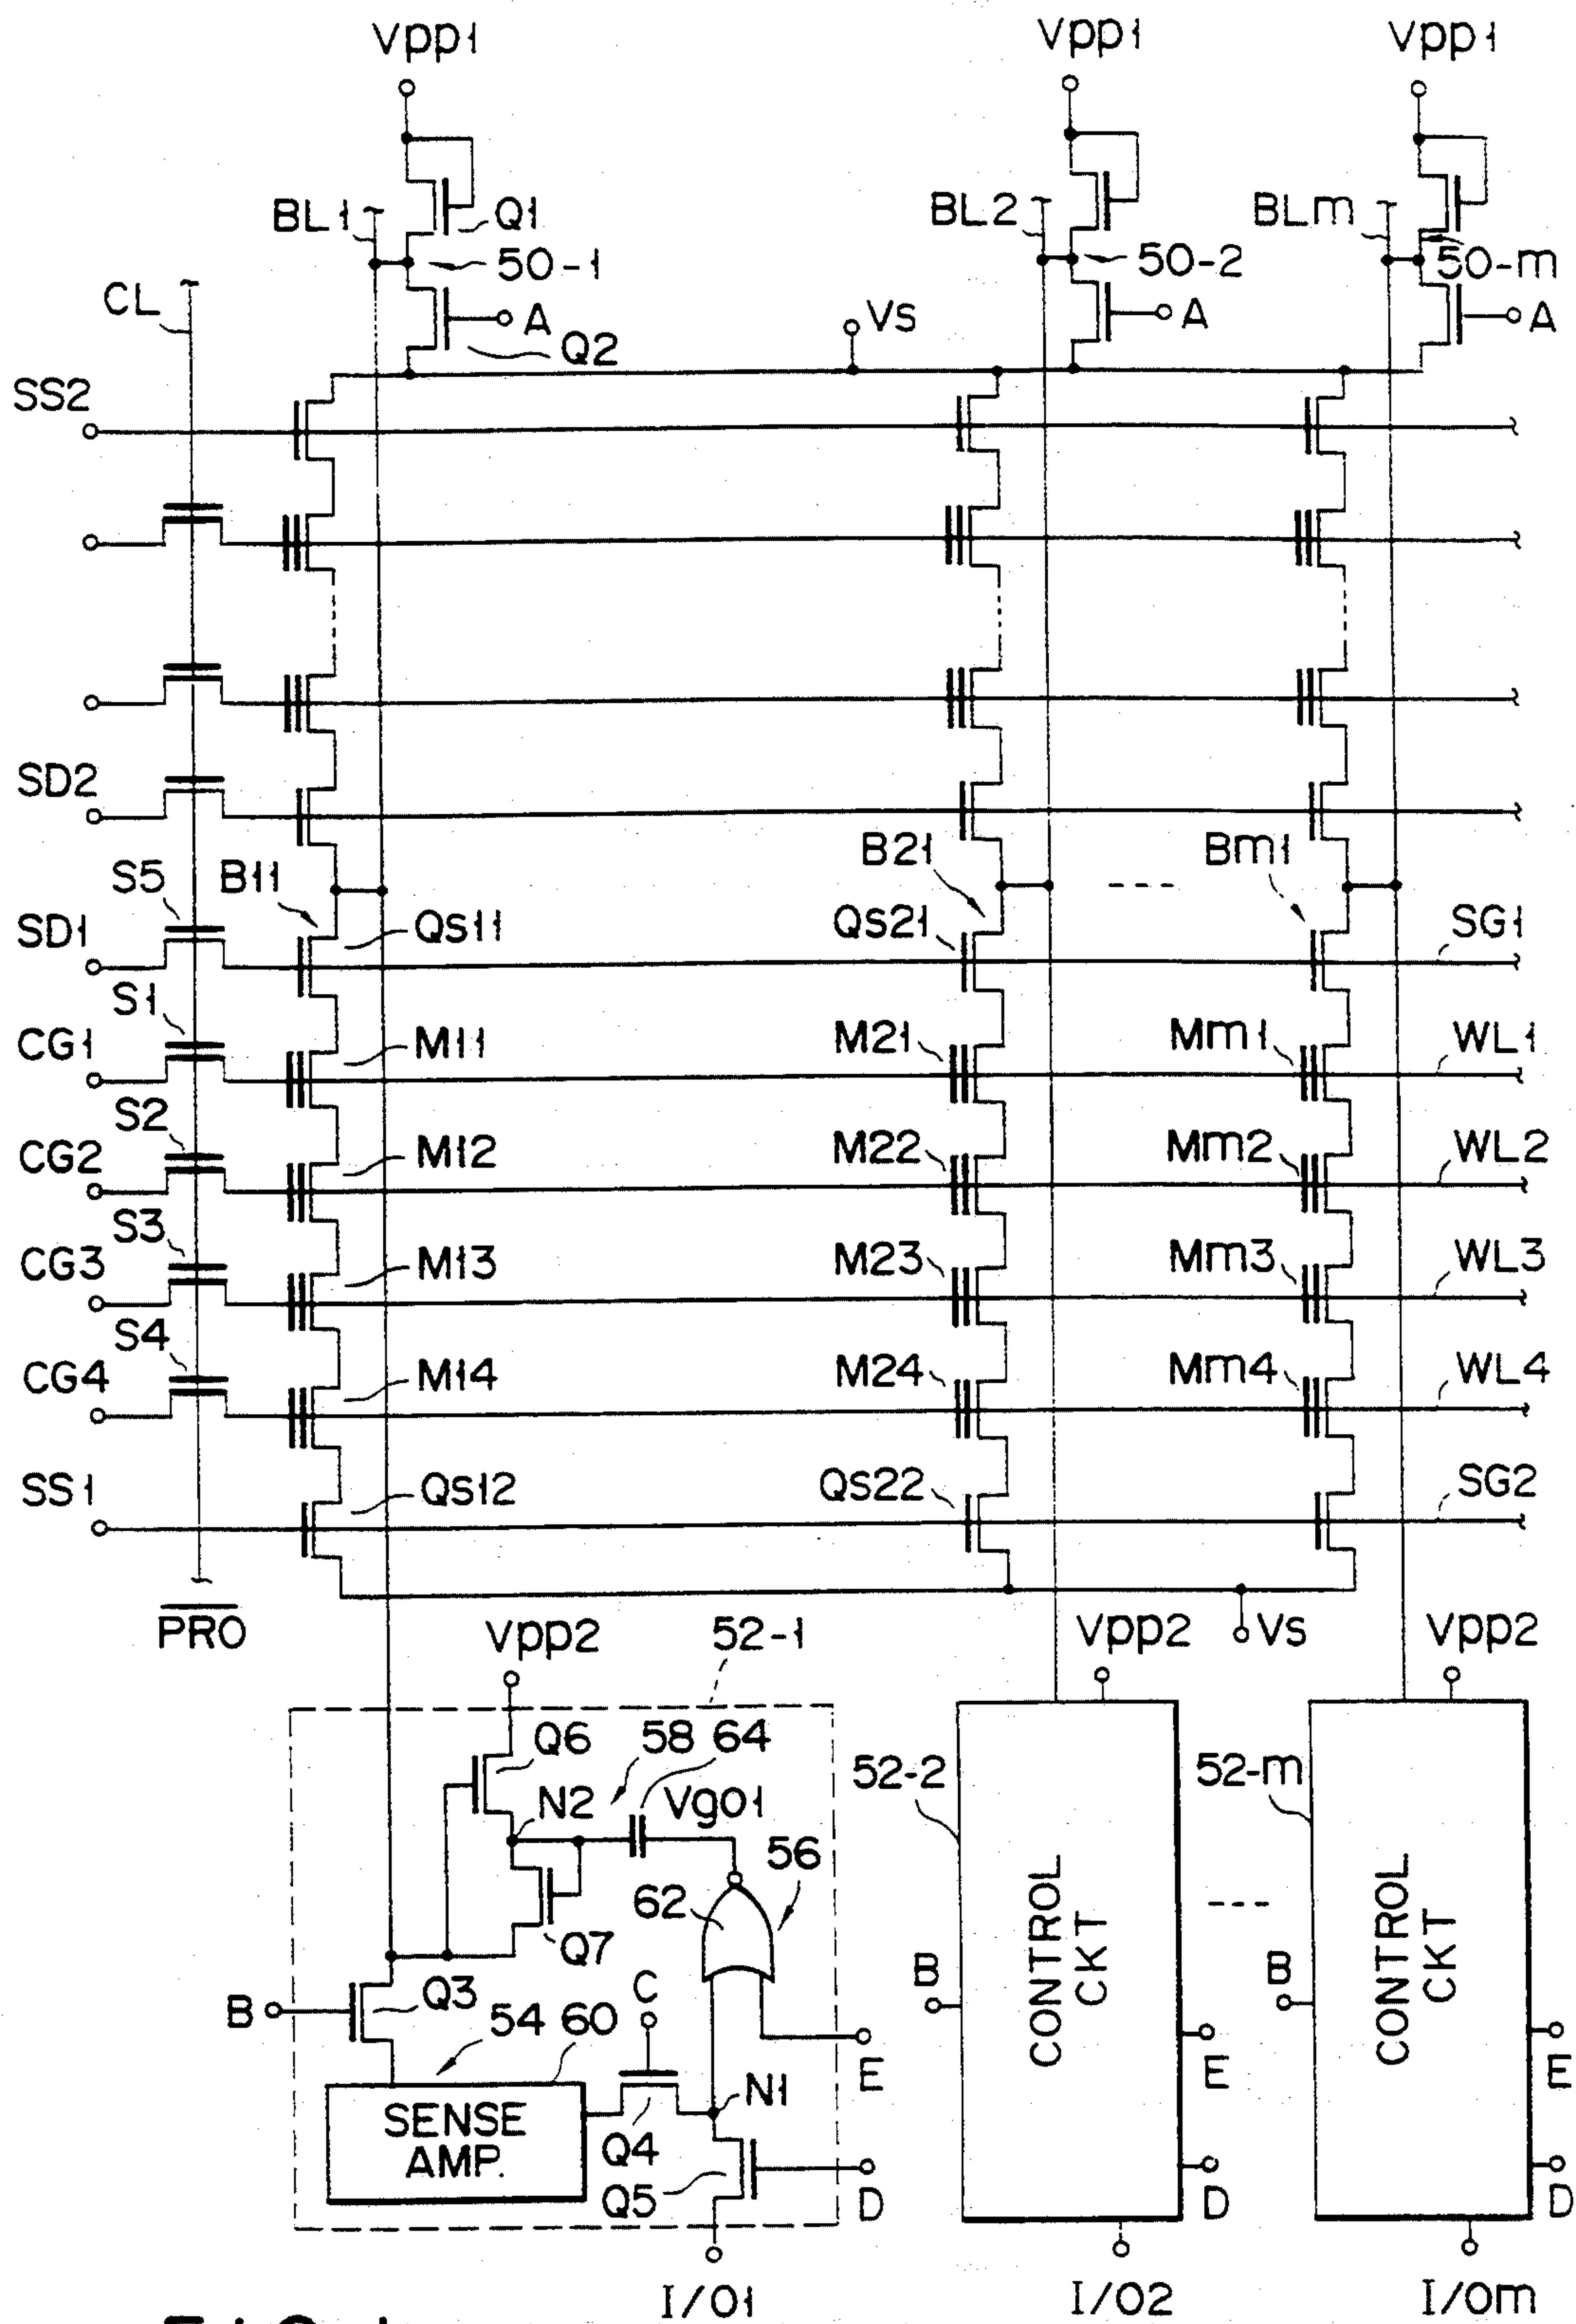 Vpp1 Vpp1 Vpp1
BL1 Q1 BL2 BLm
50-1 50-2 50-m
CL A Vs A A
Q2
SS2
SD2
S5 B11 B21 Bm1
SD1 Qs11 Qs21 SG1
S1
CG1 M11 M21 Mm1 WL1
S2
CG2 M12 M22 Mm2 WL2
S3
CG3 M13 M23 Mm3 WL3
S4
CG4 M14 M24 Mm4 WL4
SS1 Qs12 Qs22 SG2
PRO Vpp2 52-1 Vpp2 Vs Vpp2
Q6 58 64
N2 Vg01 52-2 52-m
56
62
Q7
B Q3 C B B
54 60
E E E
SENSE AMP.
Q4 N1
Q5 D D D
CONTROL CKT
CONTROL CKT
I/O1 I/O2 I/Om